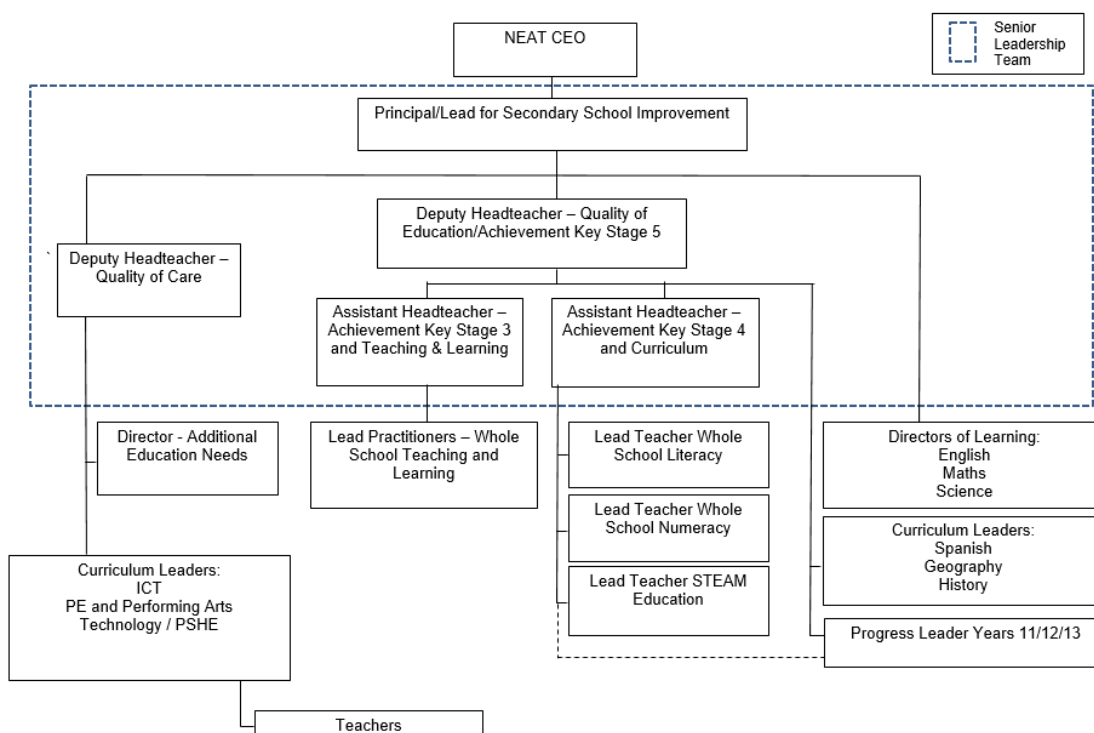 NEAT CEO
Senior
Leadership
Team
Principal/Lead for Secondary School Improvement
Deputy Headteacher – Quality of
Education/Achievement Key Stage 5
Deputy Headteacher –
Quality of Care
Assistant Headteacher –
Achievement Key Stage 3
and Teaching & Learning
Assistant Headteacher –
Achievement Key Stage 4
and Curriculum
Director - Additional
Education Needs
Lead Practitioners – Whole
School Teaching and
Learning
Lead Teacher Whole
School Literacy
Lead Teacher Whole
School Numeracy
Lead Teacher STEAM
Education
Directors of Learning:
English
Maths
Science
Curriculum Leaders:
Spanish
Geography
History
Progress Leader Years 11/12/13
Curriculum Leaders:
ICT
PE and Performing Arts
Technology / PSHE
Teachers